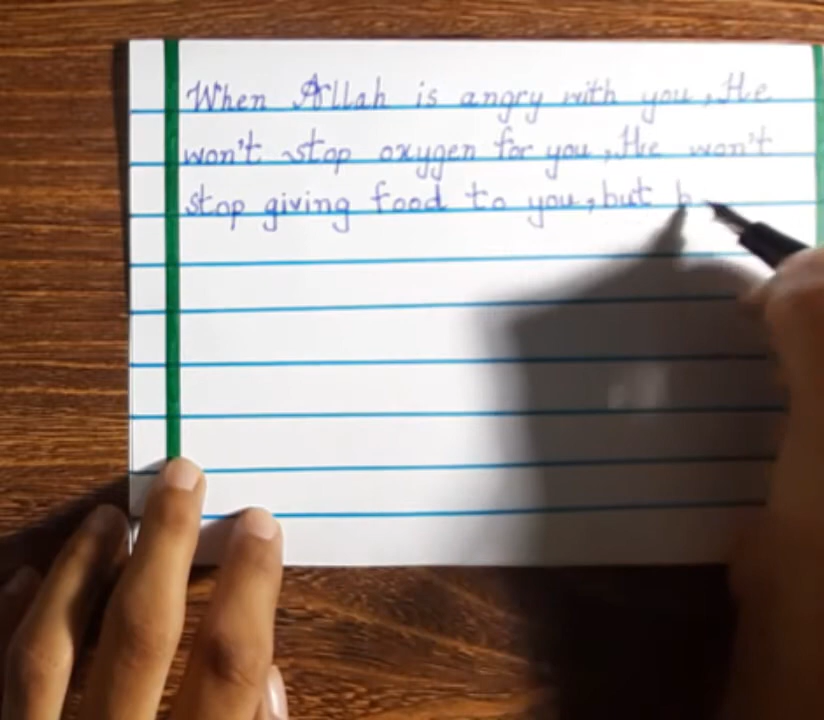 When Allah is angry with you, He
won't stop oxygen for you, He won't
stop giving food to you, but